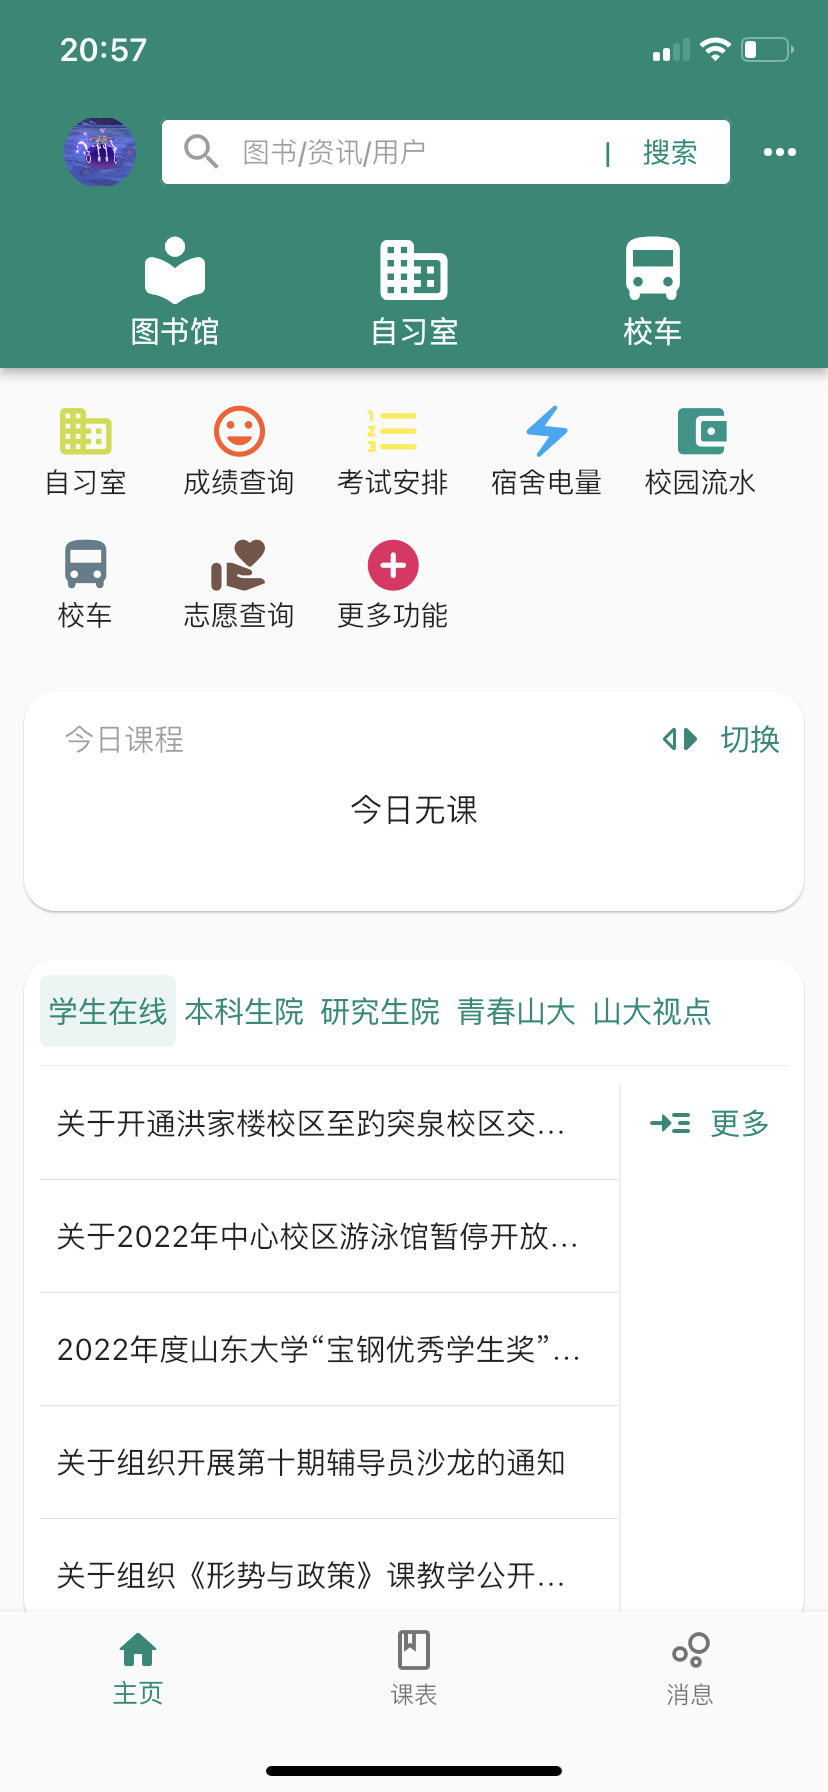 20:57
图书/资讯/用户 | 搜索
图书馆 自习室 校车
自习室 成绩查询 考试安排 宿舍电量 校园流水
校车 志愿查询 更多功能
今日课程 切换
今日无课
学生在线 本科生院 研究生院 青春山大 山大视点
关于开通洪家楼校区至趵突泉校区交... 更多
关于2022年中心校区游泳馆暂停开放...
2022年度山东大学“宝钢优秀学生奖”...
关于组织开展第十期辅导员沙龙的通知
关于组织《形势与政策》课教学公开...
主页 课表 消息